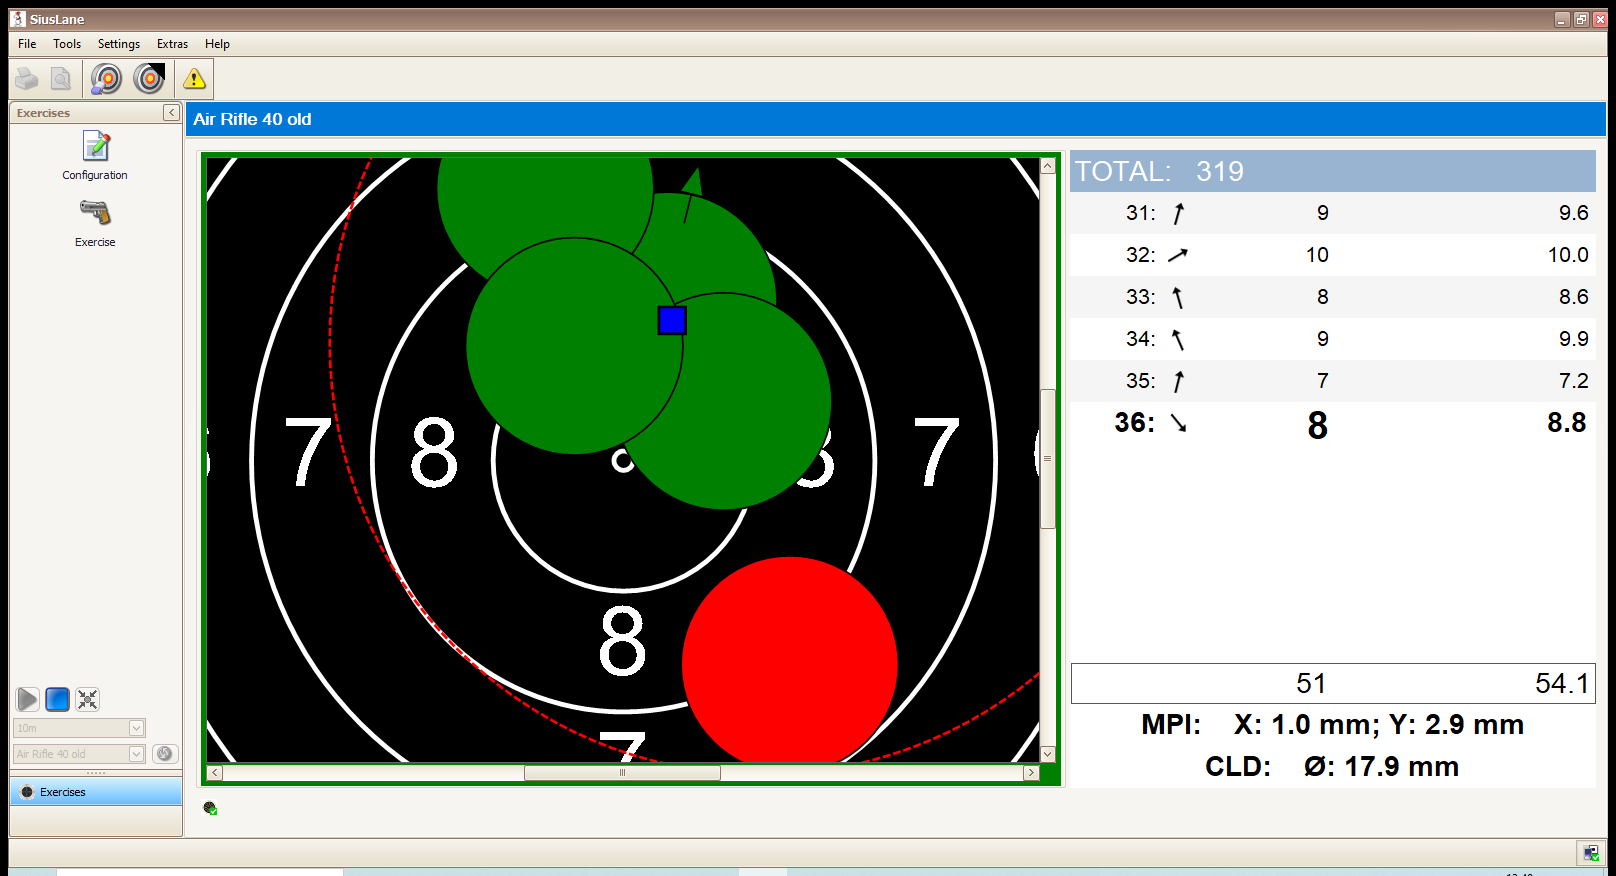 SiusLane
File Tools Settings Extras Help
Exercises
Configuration
Exercise
10m
Air Rifle 40 old
Exercises
Air Rifle 40 old
7 8 8 7
8
7
TOTAL: 319
31: 9 9.6
32: 10 10.0
33: 8 8.6
34: 9 9.9
35: 7 7.2
36: 8 8.8
51 54.1
MPI: X: 1.0 mm; Y: 2.9 mm
CLD: Ø: 17.9 mm